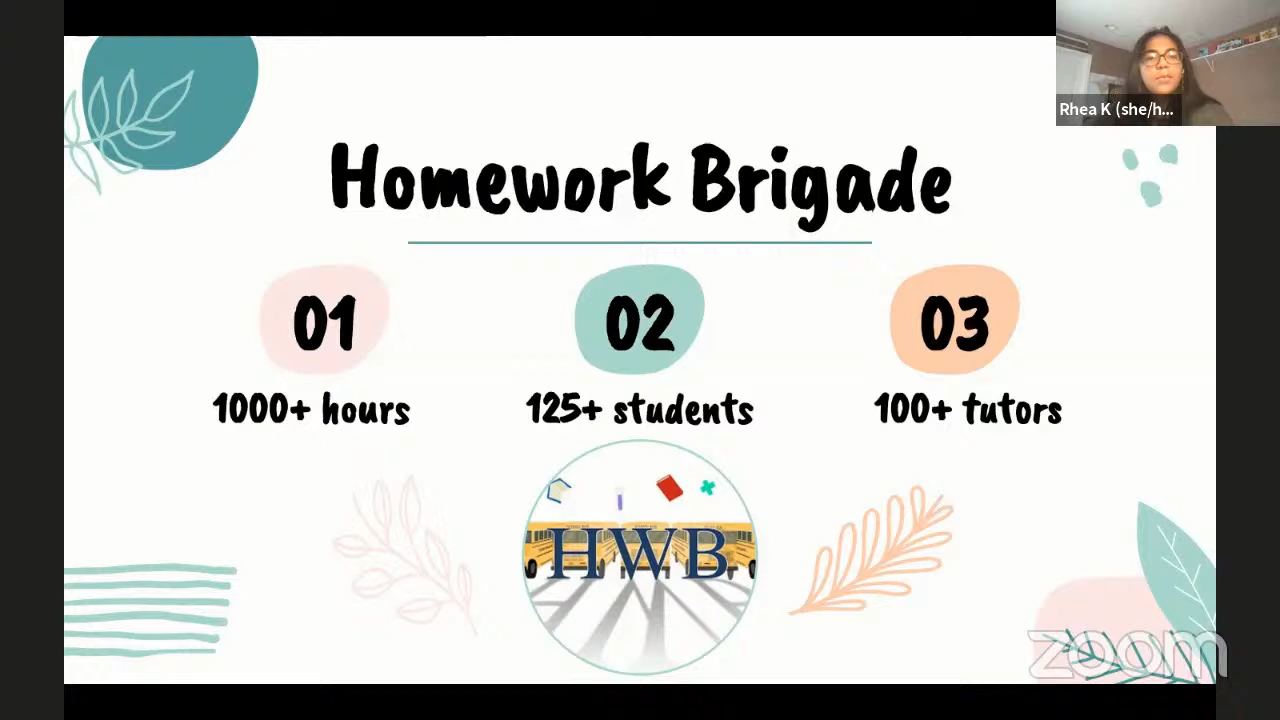 Rhea K (she/h...
Homework Brigade
01
02
03
1000+ hours
125+ students
100+ tutors
HWB
zoom